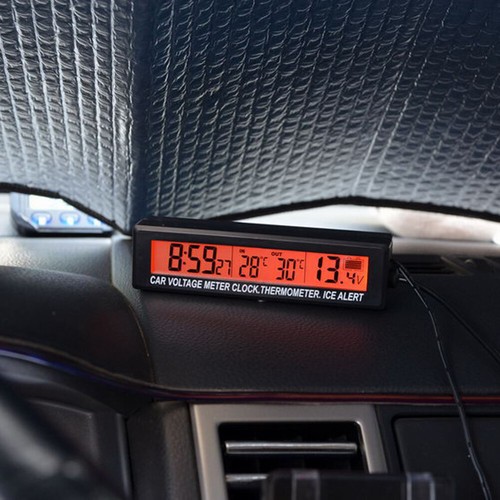 8:59 27 IN 28°C OUT 30°C 13.4V
CAR VOLTAGE METER CLOCK.THERMOMETER. ICE ALERT